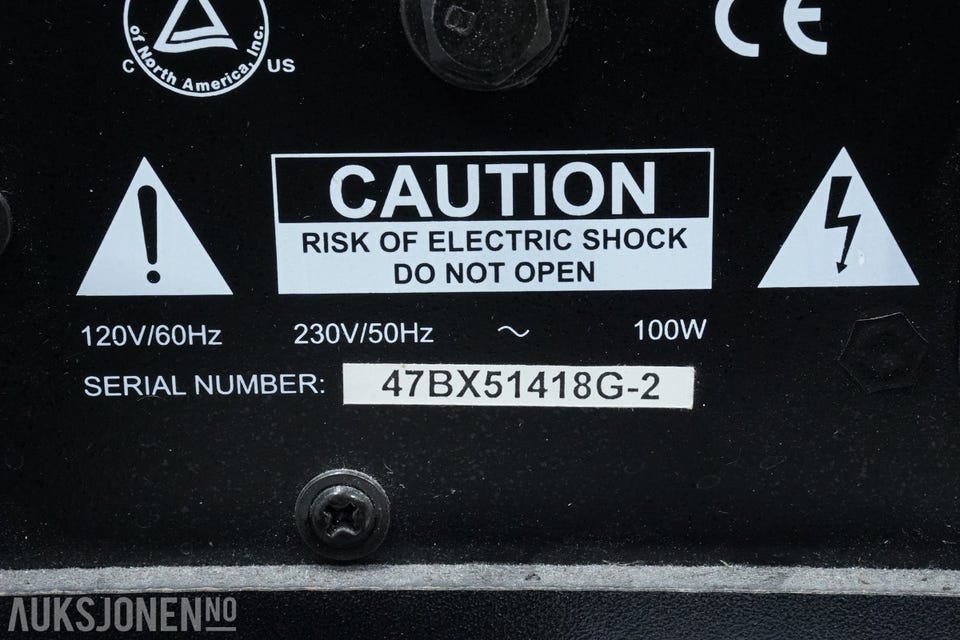 of North America, Inc.
C US
CE
CAUTION
RISK OF ELECTRIC SHOCK
DO NOT OPEN
120V/60Hz 230V/50Hz ~ 100W
SERIAL NUMBER: 47BX51418G-2
AUKSJONEN NO